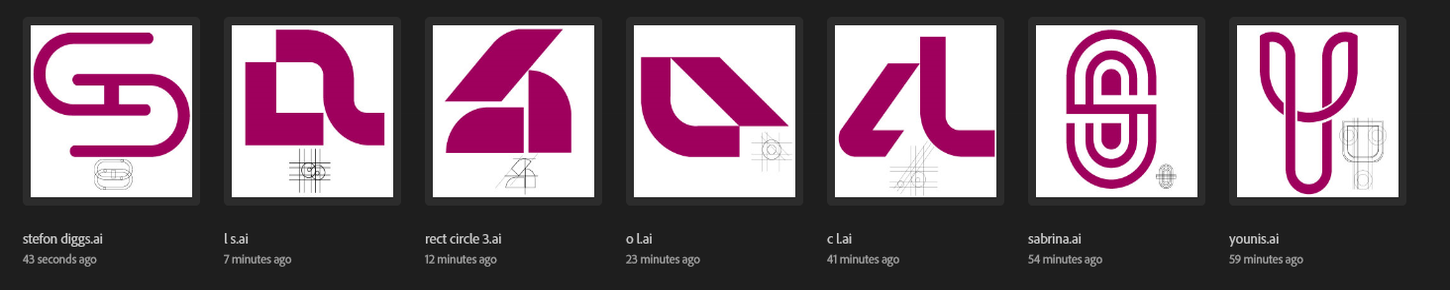 stefon diggs.ai
43 seconds ago
l s.ai
7 minutes ago
rect circle 3.ai
12 minutes ago
o l.ai
23 minutes ago
c l.ai
41 minutes ago
sabrina.ai
54 minutes ago
younis.ai
59 minutes ago